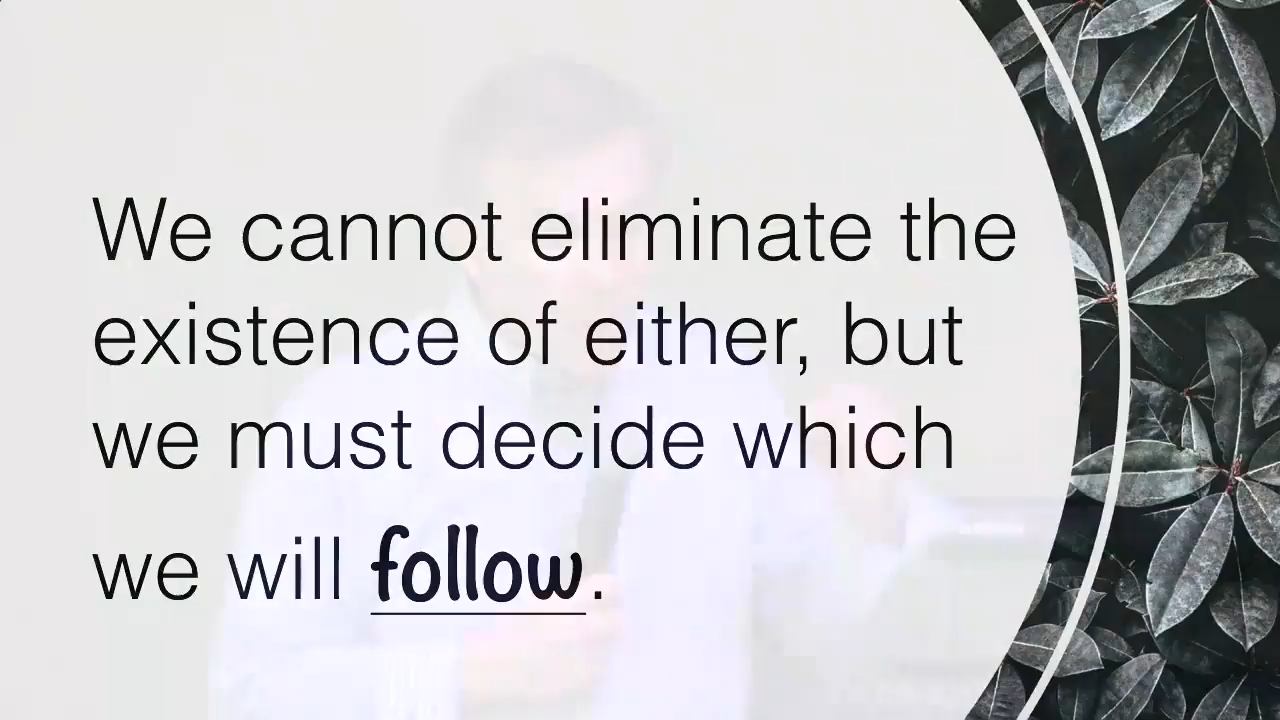 We cannot eliminate the
existence of either, but
we must decide which
we will follow.